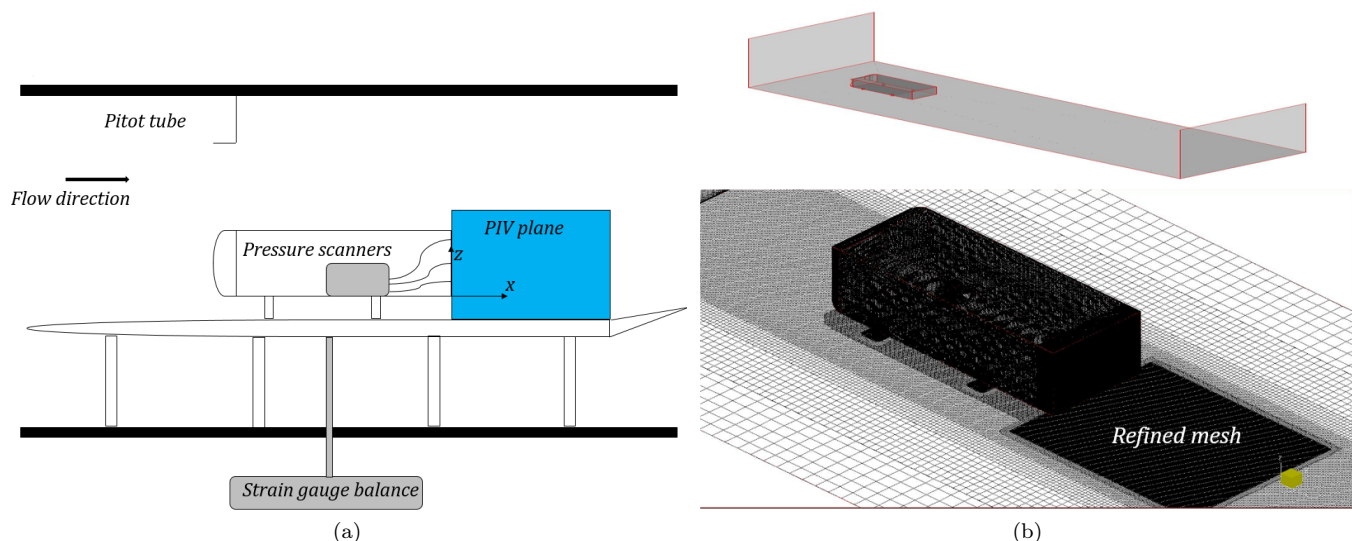 Pitot tube
Flow direction
PIV plane
Pressure scanners
z
x
Strain gauge balance
(a)
Refined mesh
(b)